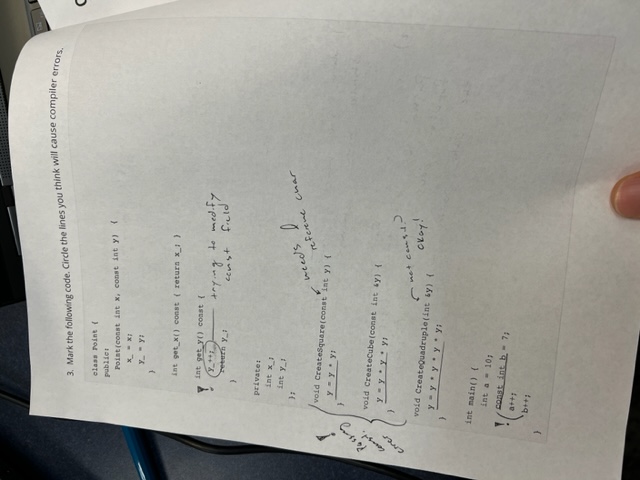 3. Mark the following code. Circle the lines you think will cause compiler errors.
class Point {
public:
Point(const int x, const int y) {
x_ = x;
y_ = y;
}
int get_x() const { return x_; }
! int get_y() const {
y_++; trying to modify
return y_; const field
}
private:
int x_;
int y_;
};
needs &
reference char
void CreateSquare(const int y) {
y = y * y;
}
! Passing const. error
void CreateCube(const int &y) {
y = y * y * y;
}
not const?
okay!
void CreateQuadruple(int &y) {
y = y * y * y * y;
}
int main() {
int a = 10;
! const int b = 7;
a++;
b++;
}